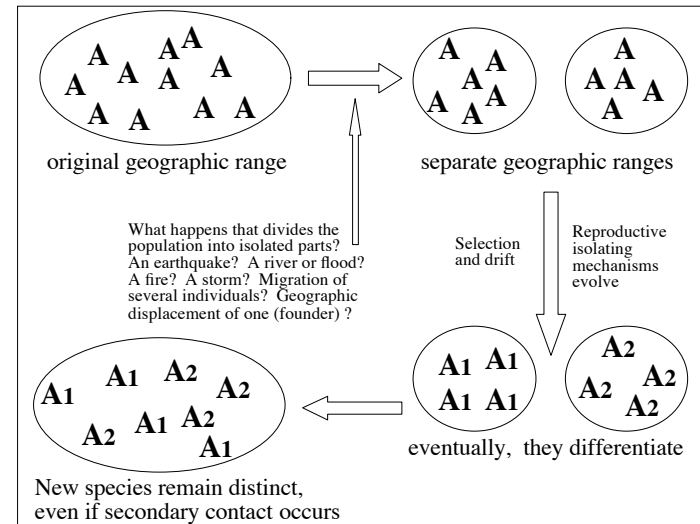 A A A A A A A A A A A
original geographic range
A A A A A A
A A A A A
separate geographic ranges
What happens that divides the
population into isolated parts?
An earthquake? A river or flood?
A fire? A storm? Migration of
several individuals? Geographic
displacement of one (founder) ?
Selection
and drift
Reproductive
isolating
mechanisms
evolve
A1 A1
A1 A1
A2
A2 A2
A2
eventually, they differentiate
A1 A1 A2 A2
A2 A1 A2 A1
New species remain distinct,
even if secondary contact occurs